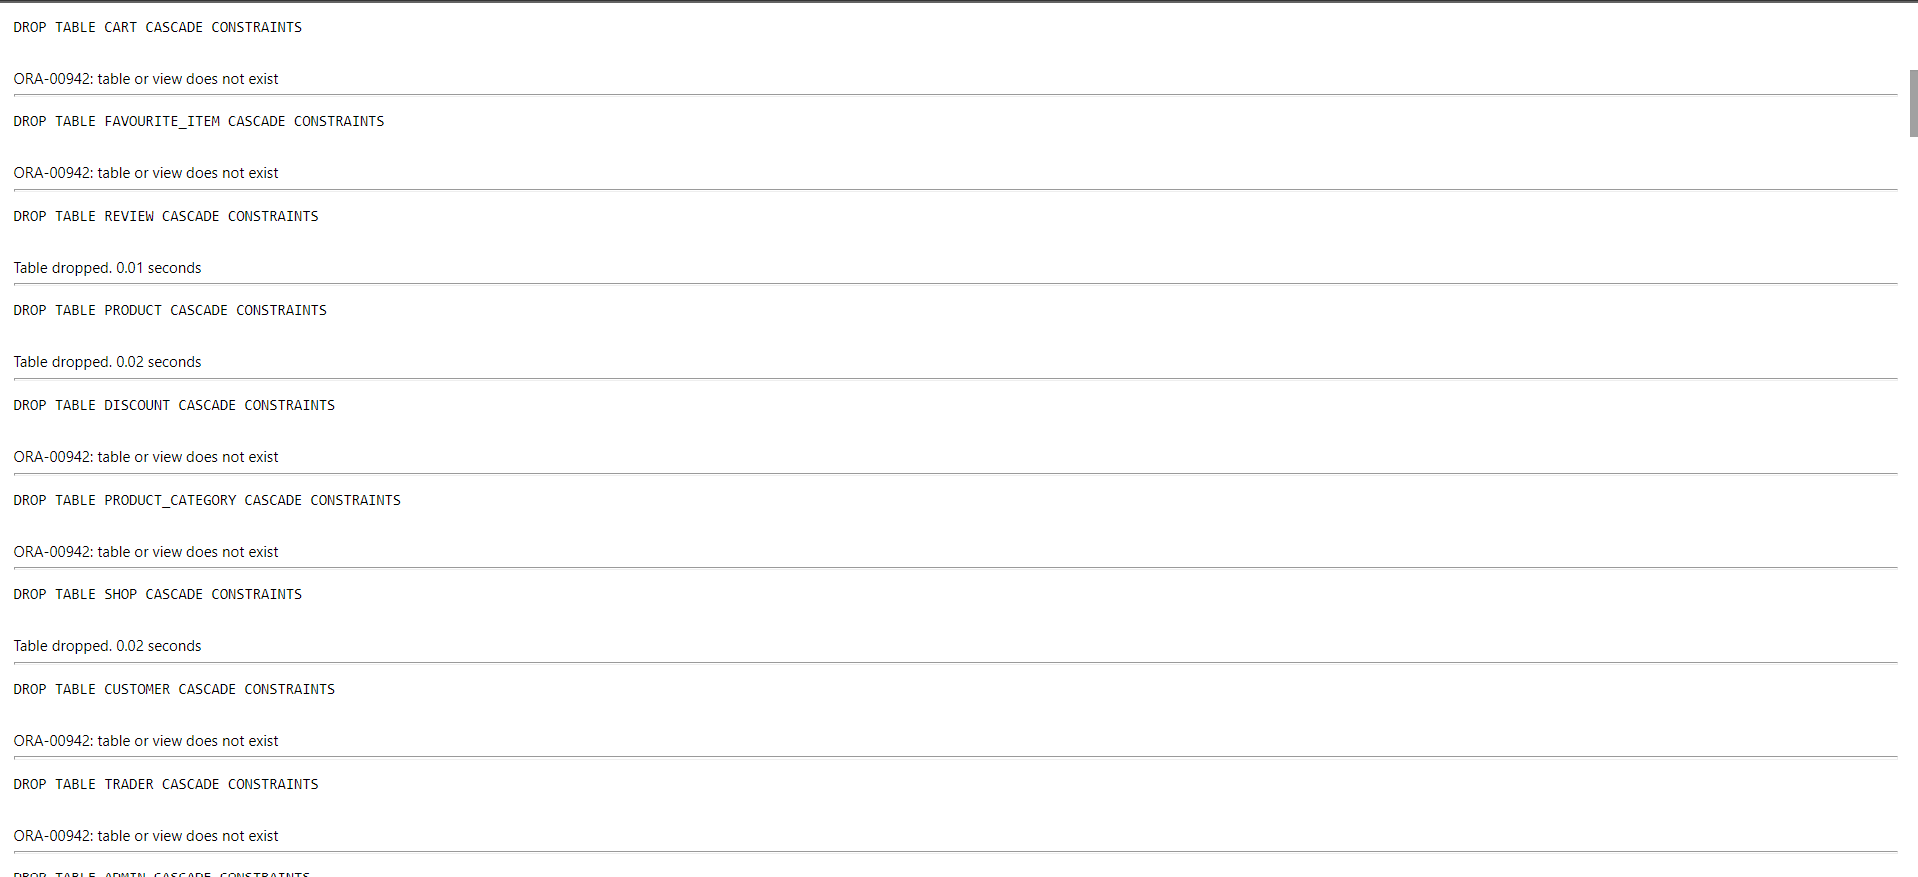 DROP TABLE CART CASCADE CONSTRAINTS
ORA-00942: table or view does not exist
DROP TABLE FAVOURITE_ITEM CASCADE CONSTRAINTS
ORA-00942: table or view does not exist
DROP TABLE REVIEW CASCADE CONSTRAINTS
Table dropped. 0.01 seconds
DROP TABLE PRODUCT CASCADE CONSTRAINTS
Table dropped. 0.02 seconds
DROP TABLE DISCOUNT CASCADE CONSTRAINTS
ORA-00942: table or view does not exist
DROP TABLE PRODUCT_CATEGORY CASCADE CONSTRAINTS
ORA-00942: table or view does not exist
DROP TABLE SHOP CASCADE CONSTRAINTS
Table dropped. 0.02 seconds
DROP TABLE CUSTOMER CASCADE CONSTRAINTS
ORA-00942: table or view does not exist
DROP TABLE TRADER CASCADE CONSTRAINTS
ORA-00942: table or view does not exist
DROP TABLE ADMIN CASCADE CONSTRAINTS